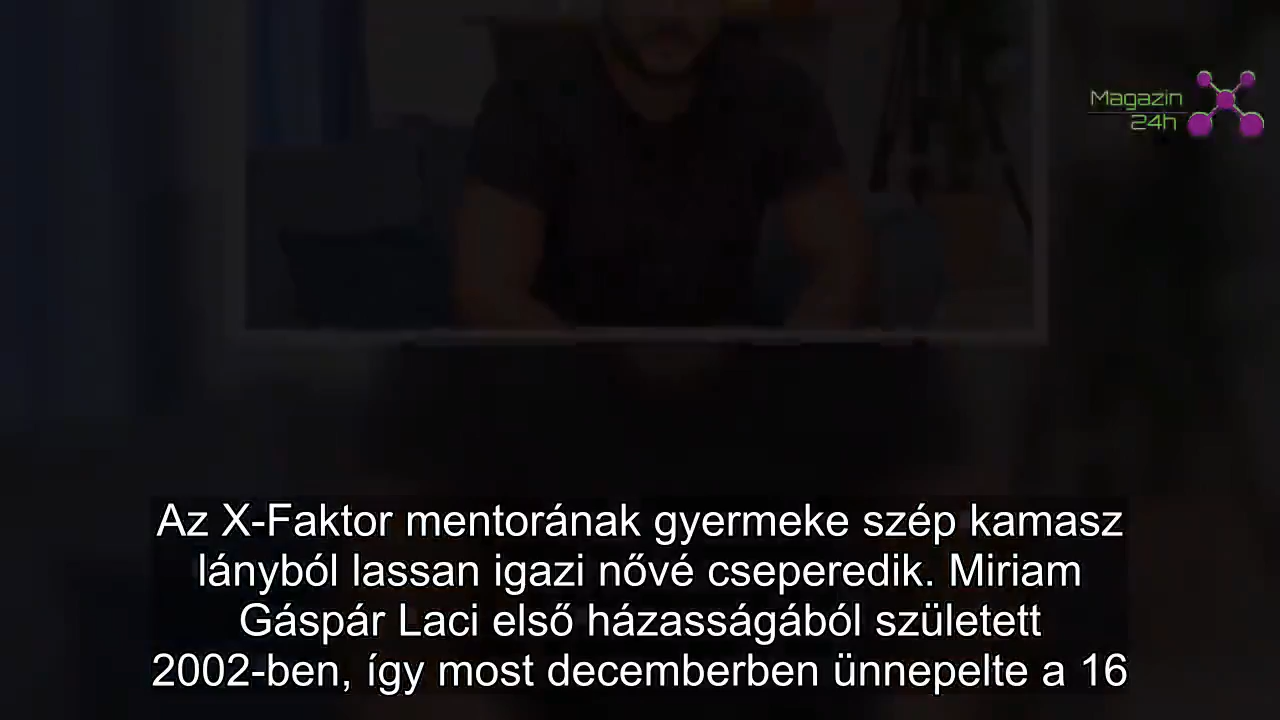 Magazin
24h
Az X-Faktor mentorának gyermeke szép kamasz
lányból lassan igazi nővé cseperedik. Miriam
Gáspár Laci első házasságából született
2002-ben, így most decemberben ünnepelte a 16